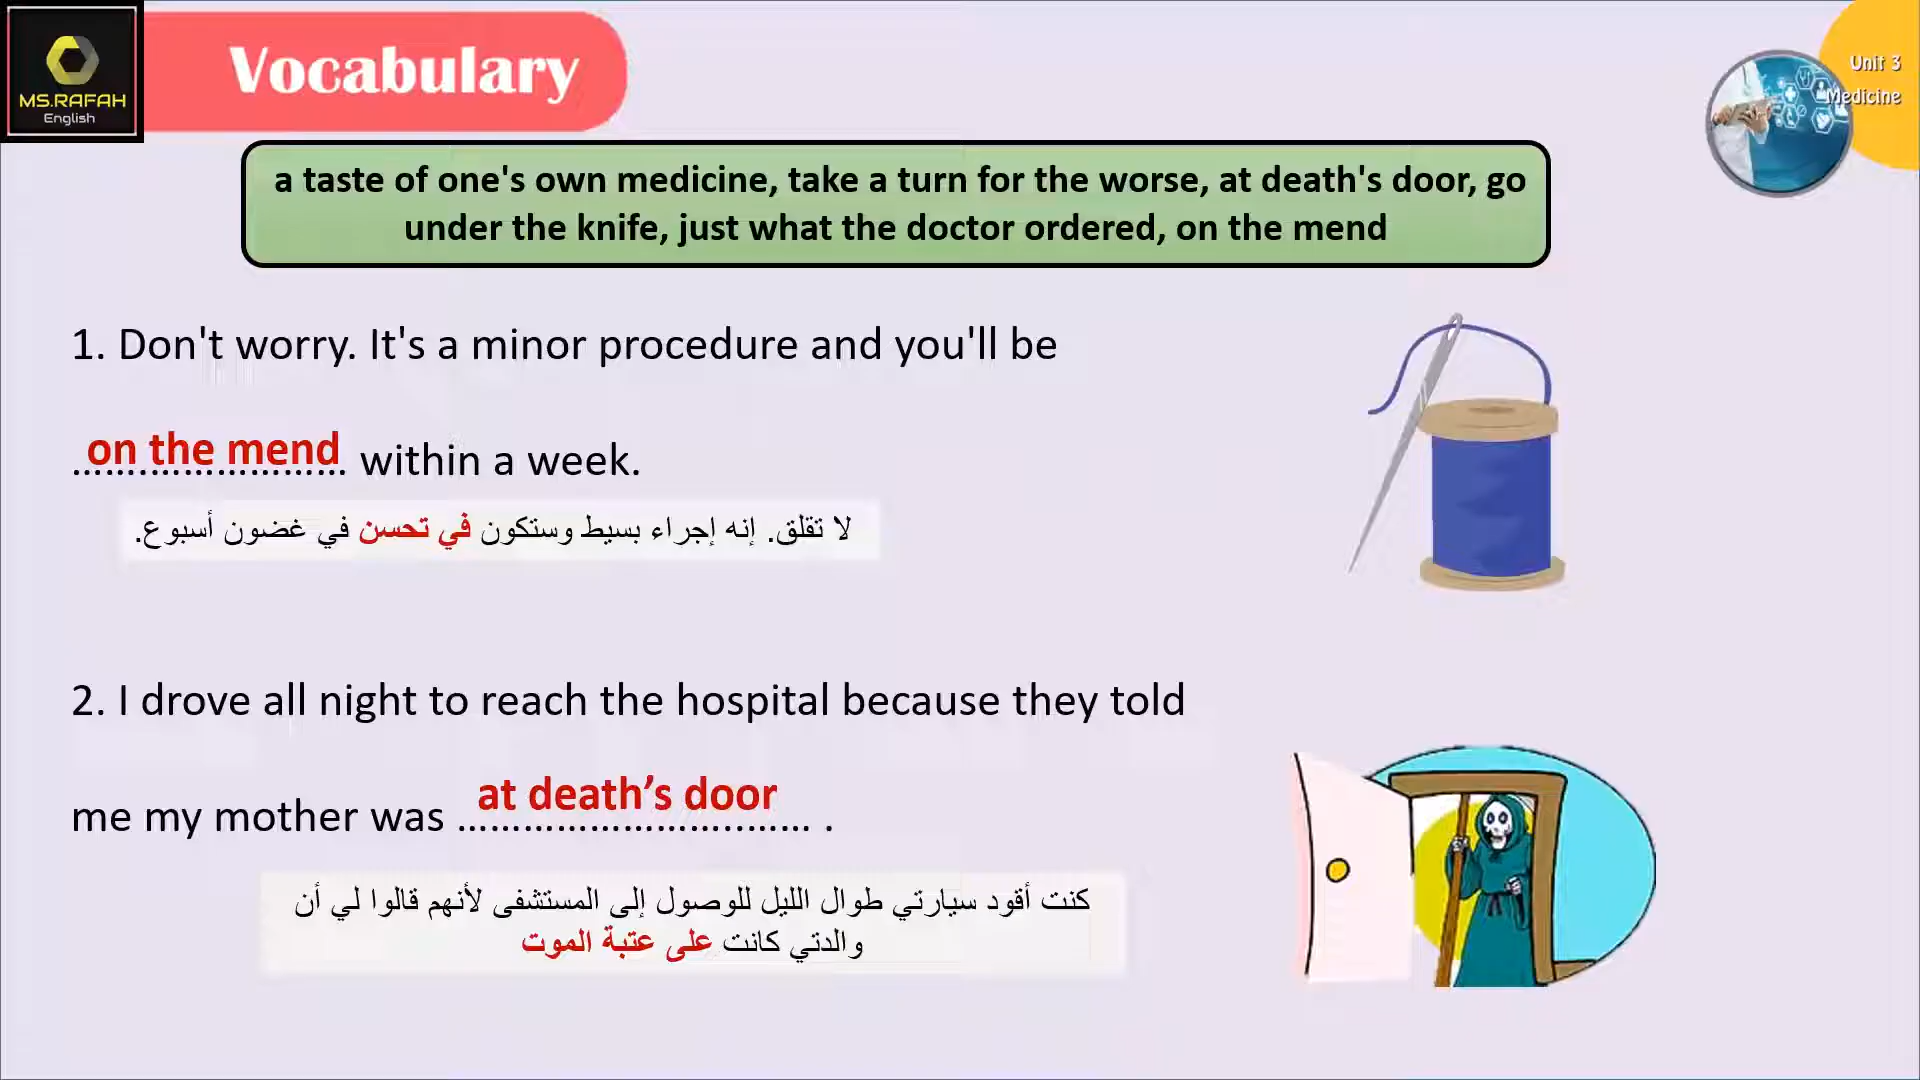 MS.RAFAH
English
Vocabulary
Unit 3
Medicine
a taste of one's own medicine, take a turn for the worse, at death's door, go
under the knife, just what the doctor ordered, on the mend
1. Don't worry. It's a minor procedure and you'll be
on the mend within a week.
لا تقلق. إنه إجراء بسيط وستكون في تحسن في غضون أسبوع.
2. I drove all night to reach the hospital because they told
me my mother was at death’s door .
كنت أقود سيارتي طوال الليل للوصول إلى المستشفى لأنهم قالوا لي أن
والدتي كانت على عتبة الموت